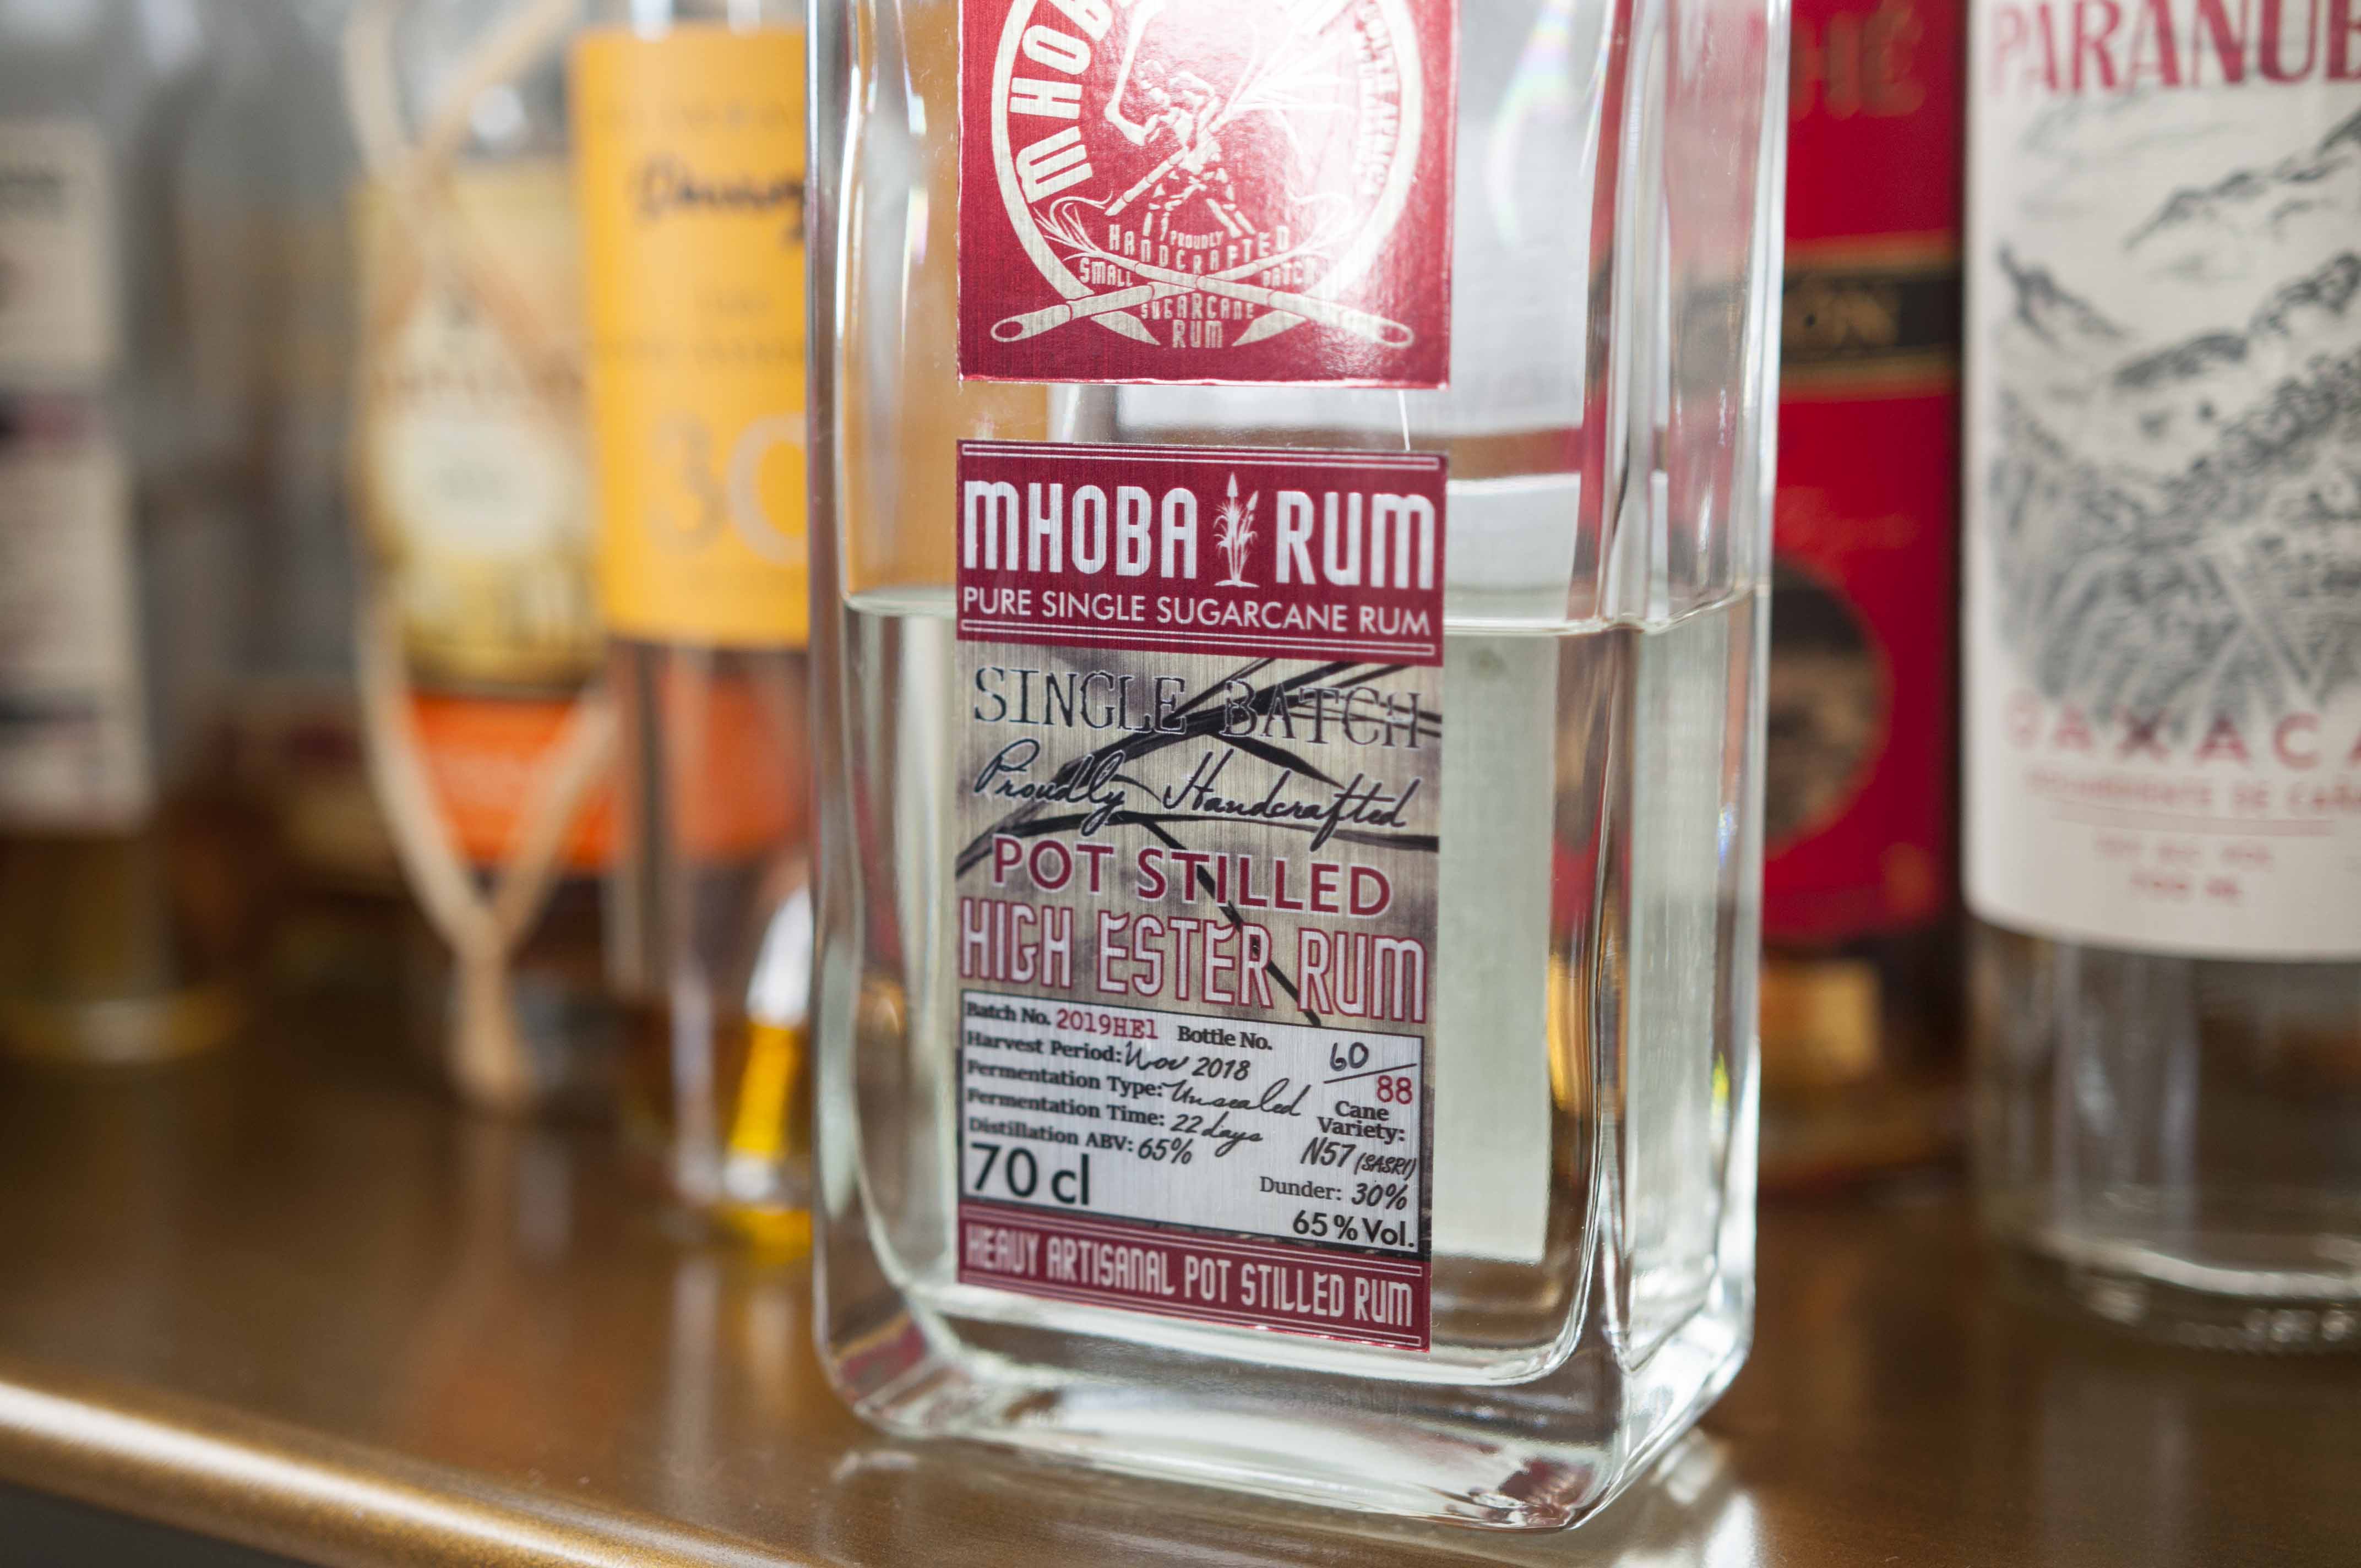 MHOBA
PROUDLY
HANDCRAFTED
SMALL BATCH
SUGARCANE
RUM
MHOBA RUM
PURE SINGLE SUGARCANE RUM
SINGLE BATCH
Proudly Handcrafted
POT STILLED
HIGH ESTER RUM
Batch No. 2019HE1 Bottle No. 60/88
Harvest Period: Nov 2018
Fermentation Type: Unsealed
Fermentation Time: 22 days
Distillation ABV: 65%
Cane
Variety:
N57 (SASRI)
Dunder: 30%
70 cl
65% Vol.
HEAVY ARTISANAL POT STILLED RUM
30
PARANUB
OAXACA